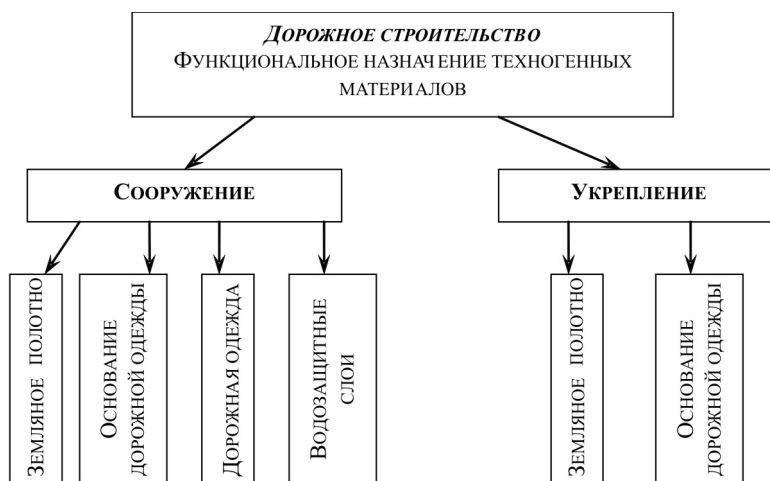 ДОРОЖНОЕ СТРОИТЕЛЬСТВО
ФУНКЦИОНАЛЬНОЕ НАЗНАЧЕНИЕ ТЕХНОГЕННЫХ
МАТЕРИАЛОВ
СООРУЖЕНИЕ
УКРЕПЛЕНИЕ
ЗЕМЛЯНОЕ ПОЛОТНО
ОСНОВАНИЕ
ДОРОЖНОЙ ОДЕЖДЫ
ДОРОЖНАЯ ОДЕЖДА
ВОДОЗАЩИТНЫЕ
СЛОИ
ЗЕМЛЯНОЕ ПОЛОТНО
ОСНОВАНИЕ
ДОРОЖНОЙ ОДЕЖДЫ